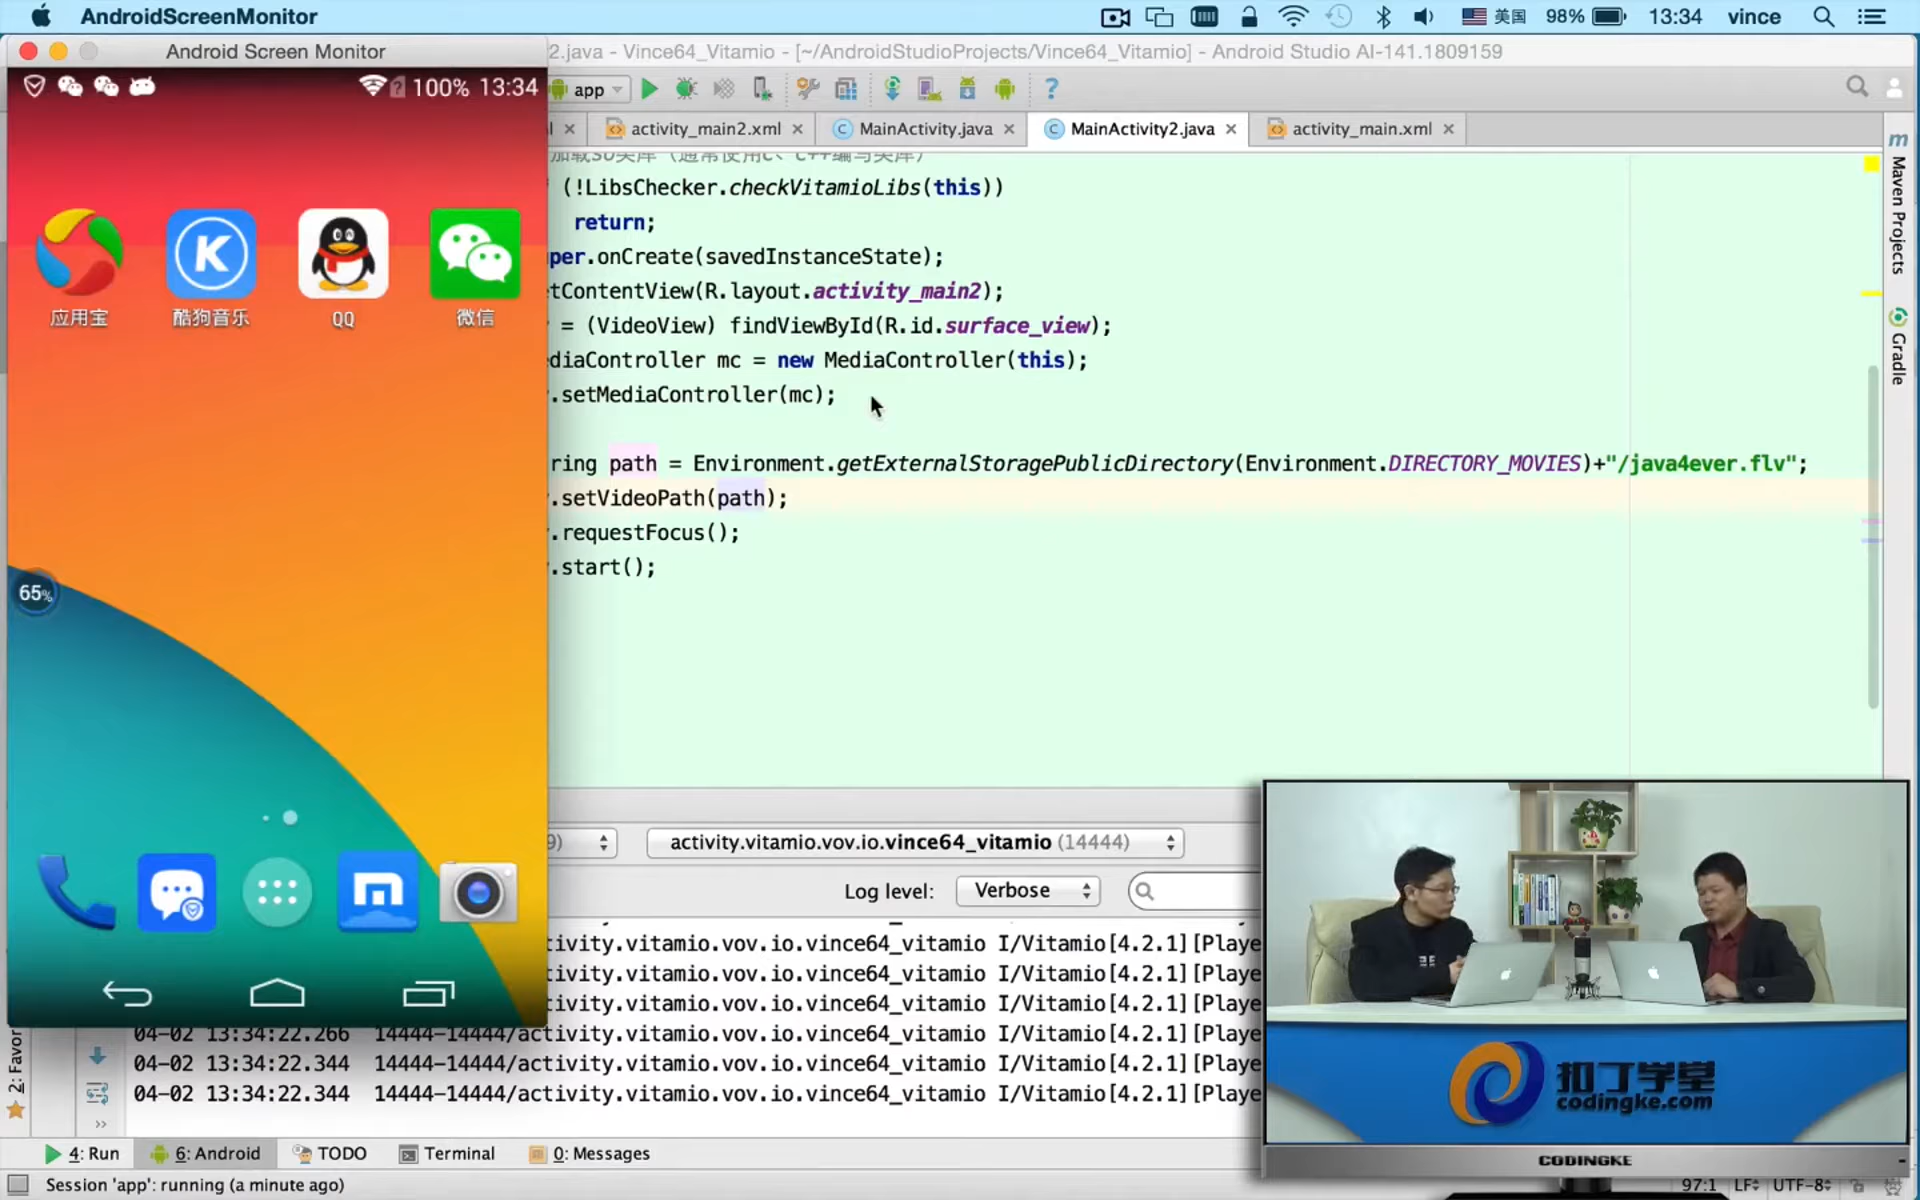 AndroidScreenMonitor
美国 98% 13:34 vince
Android Screen Monitor
2.java - Vince64_Vitamio - [~/AndroidStudioProjects/Vince64_Vitamio] - Android Studio AI-141.1809159
100% 13:34
app
activity_main2.xml
MainActivity.java
MainActivity2.java
activity_main.xml
(!LibsChecker.checkVitamioLibs(this))
return;
per.onCreate(savedInstanceState);
tContentView(R.layout.activity_main2);
= (VideoView) findViewById(R.id.surface_view);
diaController mc = new MediaController(this);
.setMediaController(mc);
ring path = Environment.getExternalStoragePublicDirectory(Environment.DIRECTORY_MOVIES)+"/java4ever.flv";
.setVideoPath(path);
.requestFocus();
.start();
Maven Projects
Gradle
应用宝
酷狗音乐
QQ
微信
65%
9)
activity.vitamio.vov.io.vince64_vitamio (14444)
Log level:
Verbose
tivity.vitamio.vov.io.vince64_vitamio I/Vitamio[4.2.1][Playe
tivity.vitamio.vov.io.vince64_vitamio I/Vitamio[4.2.1][Playe
tivity.vitamio.vov.io.vince64_vitamio I/Vitamio[4.2.1][Playe
04-02 13:34:22.266 14444-14444/activity.vitamio.vov.io.vince64_vitamio I/Vitamio[4.2.1][Playe
04-02 13:34:22.344 14444-14444/activity.vitamio.vov.io.vince64_vitamio I/Vitamio[4.2.1][Playe
04-02 13:34:22.344 14444-14444/activity.vitamio.vov.io.vince64_vitamio I/Vitamio[4.2.1][Playe
2: Favor
扣丁学堂
codingke.com
CODINGKE
4: Run
6: Android
TODO
Terminal
0: Messages
Session 'app': running (a minute ago)
97:1 LF UTF-8